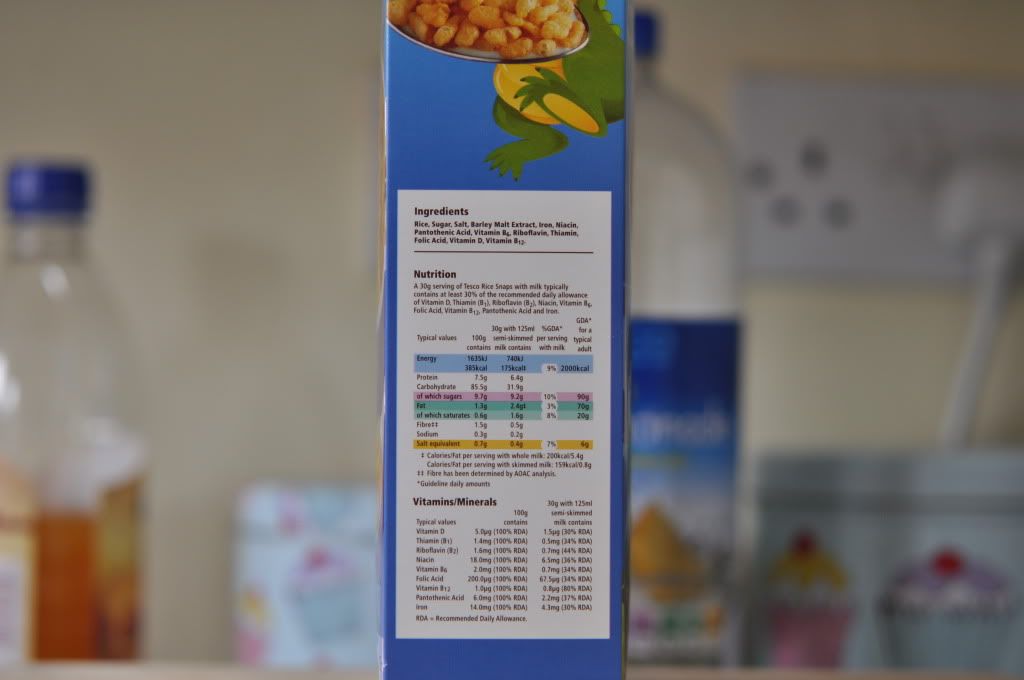 Ingredients
Rice, Sugar, Salt, Barley Malt Extract, Iron, Niacin,
Pantothenic Acid, Vitamin B6, Riboflavin, Thiamin,
Folic Acid, Vitamin D, Vitamin B12.
Nutrition
A 30g serving of Tesco Rice Snaps with milk typically
contains at least 30% of the recommended daily allowance
of Vitamin D, Thiamin (B1), Riboflavin (B2), Niacin, Vitamin B6,
Folic Acid, Vitamin B12, Pantothenic Acid and Iron.
GDA*
30g with 125ml %GDA* for a
Typical values 100g semi-skimmed per serving typical
contains milk contains with milk adult
Energy 1635kJ 740kJ
385kcal 175kcal‡ 9% 2000kcal
Protein 7.5g 6.4g
Carbohydrate 85.5g 31.9g
of which sugars 9.7g 9.2g 10% 90g
Fat 1.3g 2.4g‡ 3% 70g
of which saturates 0.6g 1.6g 8% 20g
Fibre‡‡ 1.5g 0.5g
Sodium 0.3g 0.2g
Salt equivalent 0.7g 0.4g 7% 6g
‡ Calories/Fat per serving with whole milk: 200kcal/5.4g
Calories/Fat per serving with skimmed milk: 159kcal/0.8g
‡‡ Fibre has been determined by AOAC analysis.
*Guideline daily amounts
Vitamins/Minerals 30g with 125ml
100g semi-skimmed
Typical values contains milk contains
Vitamin D 5.0µg (100% RDA) 1.5µg (30% RDA)
Thiamin (B1) 1.4mg (100% RDA) 0.5mg (34% RDA)
Riboflavin (B2) 1.6mg (100% RDA) 0.7mg (44% RDA)
Niacin 18.0mg (100% RDA) 6.5mg (36% RDA)
Vitamin B6 2.0mg (100% RDA) 0.7mg (34% RDA)
Folic Acid 200.0µg (100% RDA) 67.5µg (34% RDA)
Vitamin B12 1.0µg (100% RDA) 0.8µg (80% RDA)
Pantothenic Acid 6.0mg (100% RDA) 2.2mg (37% RDA)
Iron 14.0mg (100% RDA) 4.3mg (30% RDA)
RDA = Recommended Daily Allowance.